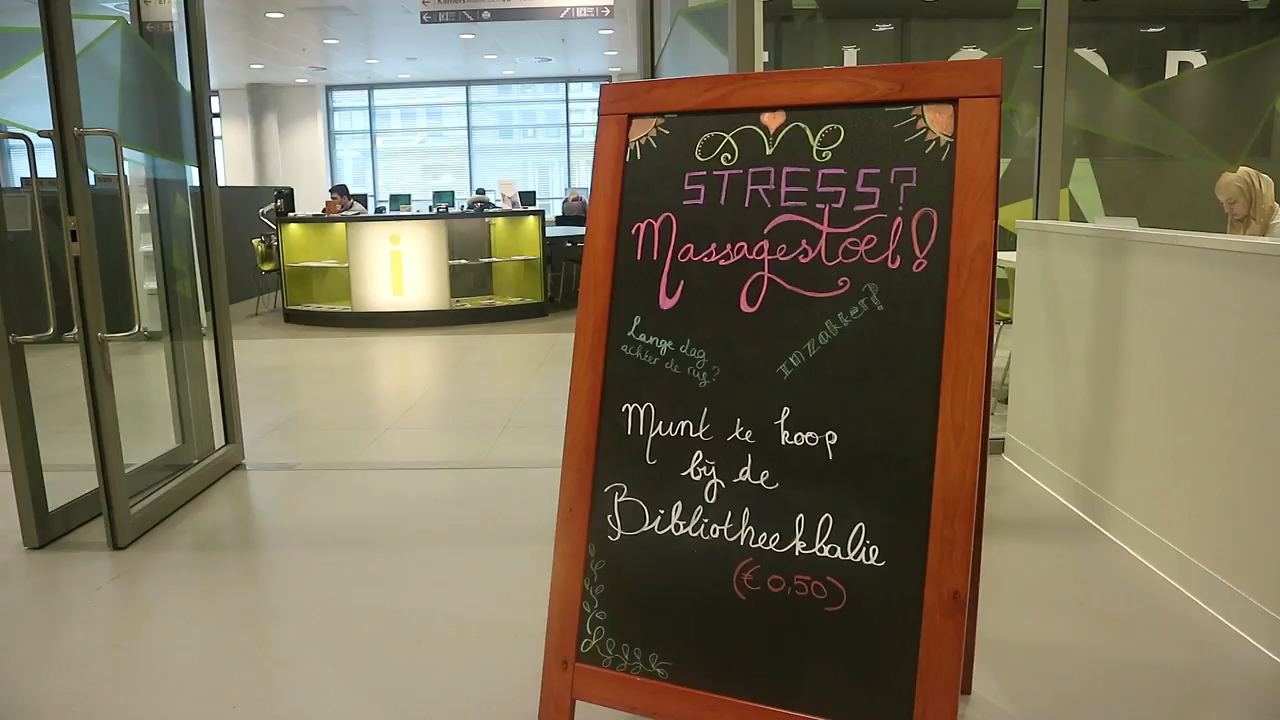 STRESS?
Massagestoel!
Lange dag
achter de rug?
Inzakker?
Munt te koop
bij de
Bibliotheekbalie
(€0,50)
i